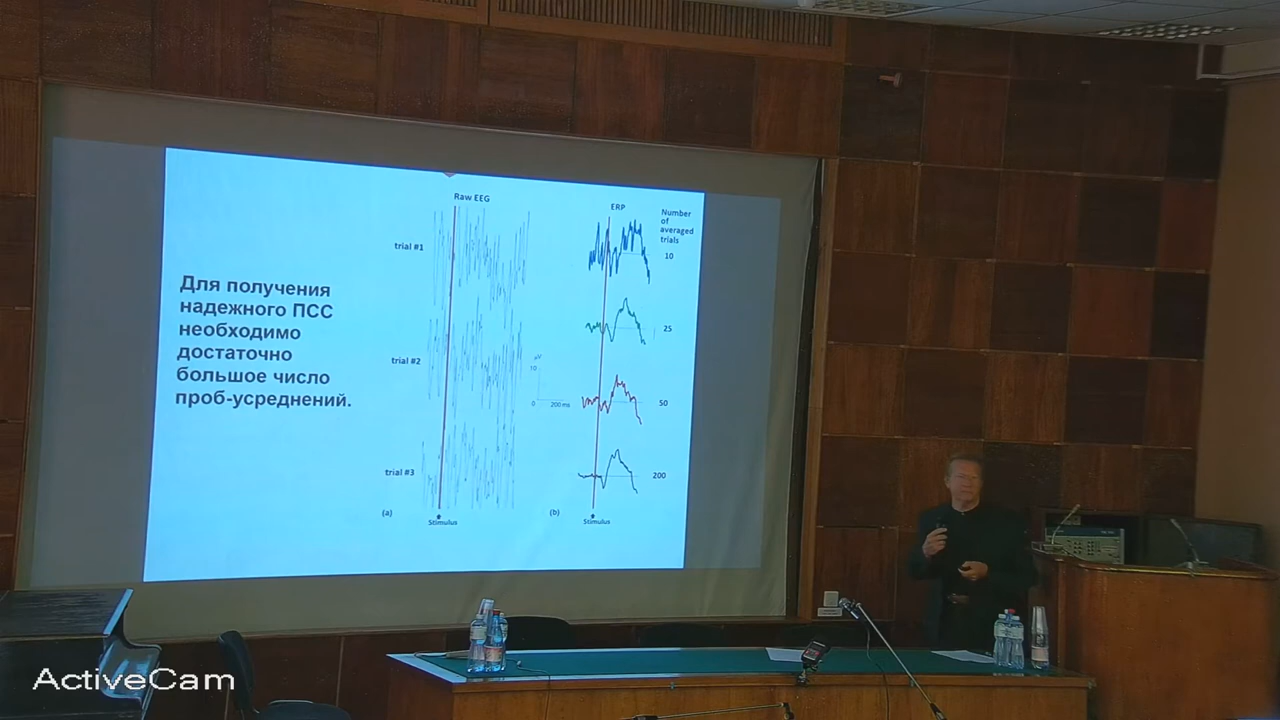 Для получения
надежного ПСС
необходимо
достаточно
большое число
проб-усреднений.
Raw EEG
trial #1
trial #2
trial #3
(a)
Stimulus
ERP
Number
of
averaged
trials
10
25
50
200
µV
10
0
200 ms
(b)
Stimulus
ActiveCam